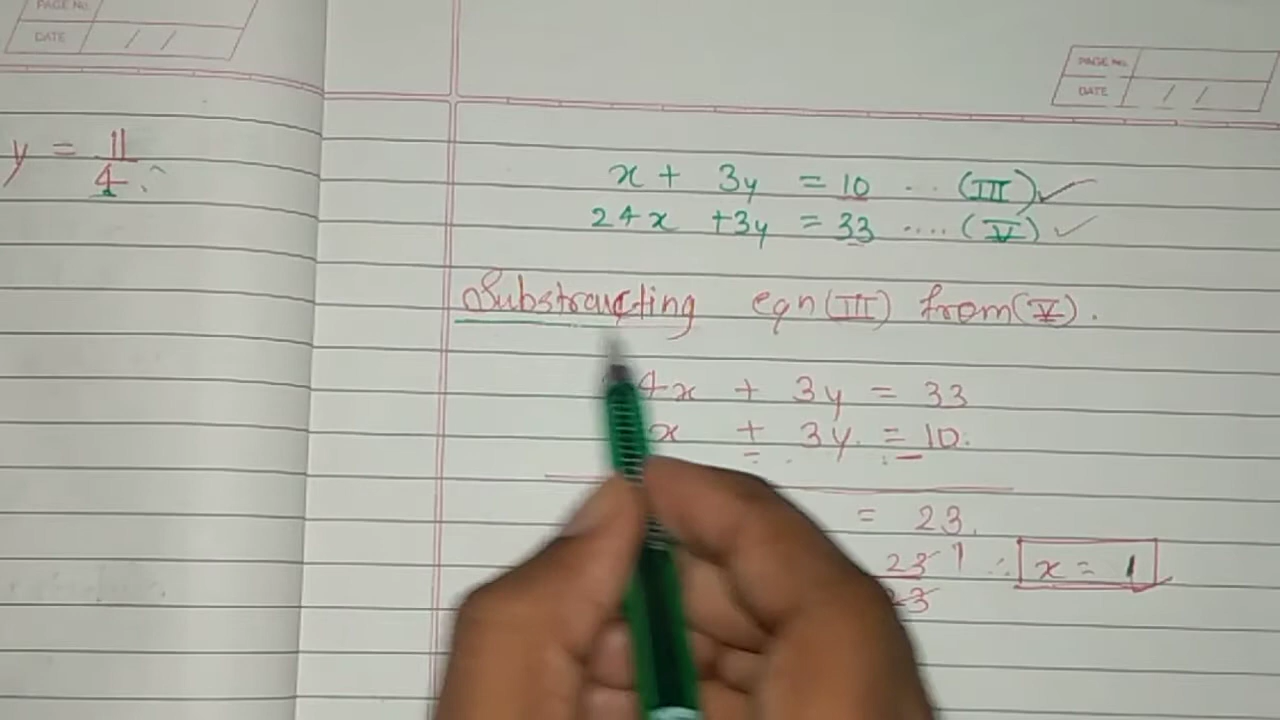 PAGE No.
DATE / /
y = 11/4
PAGE No.
DATE / /
x + 3y = 10 .. (III) ✓
24x + 3y = 33 .... (V) ✓
Substracting eqn (III) from (V).
4x + 3y = 33
x + 3y = 10.
= 23.
23 1 ∴ x = 1
23